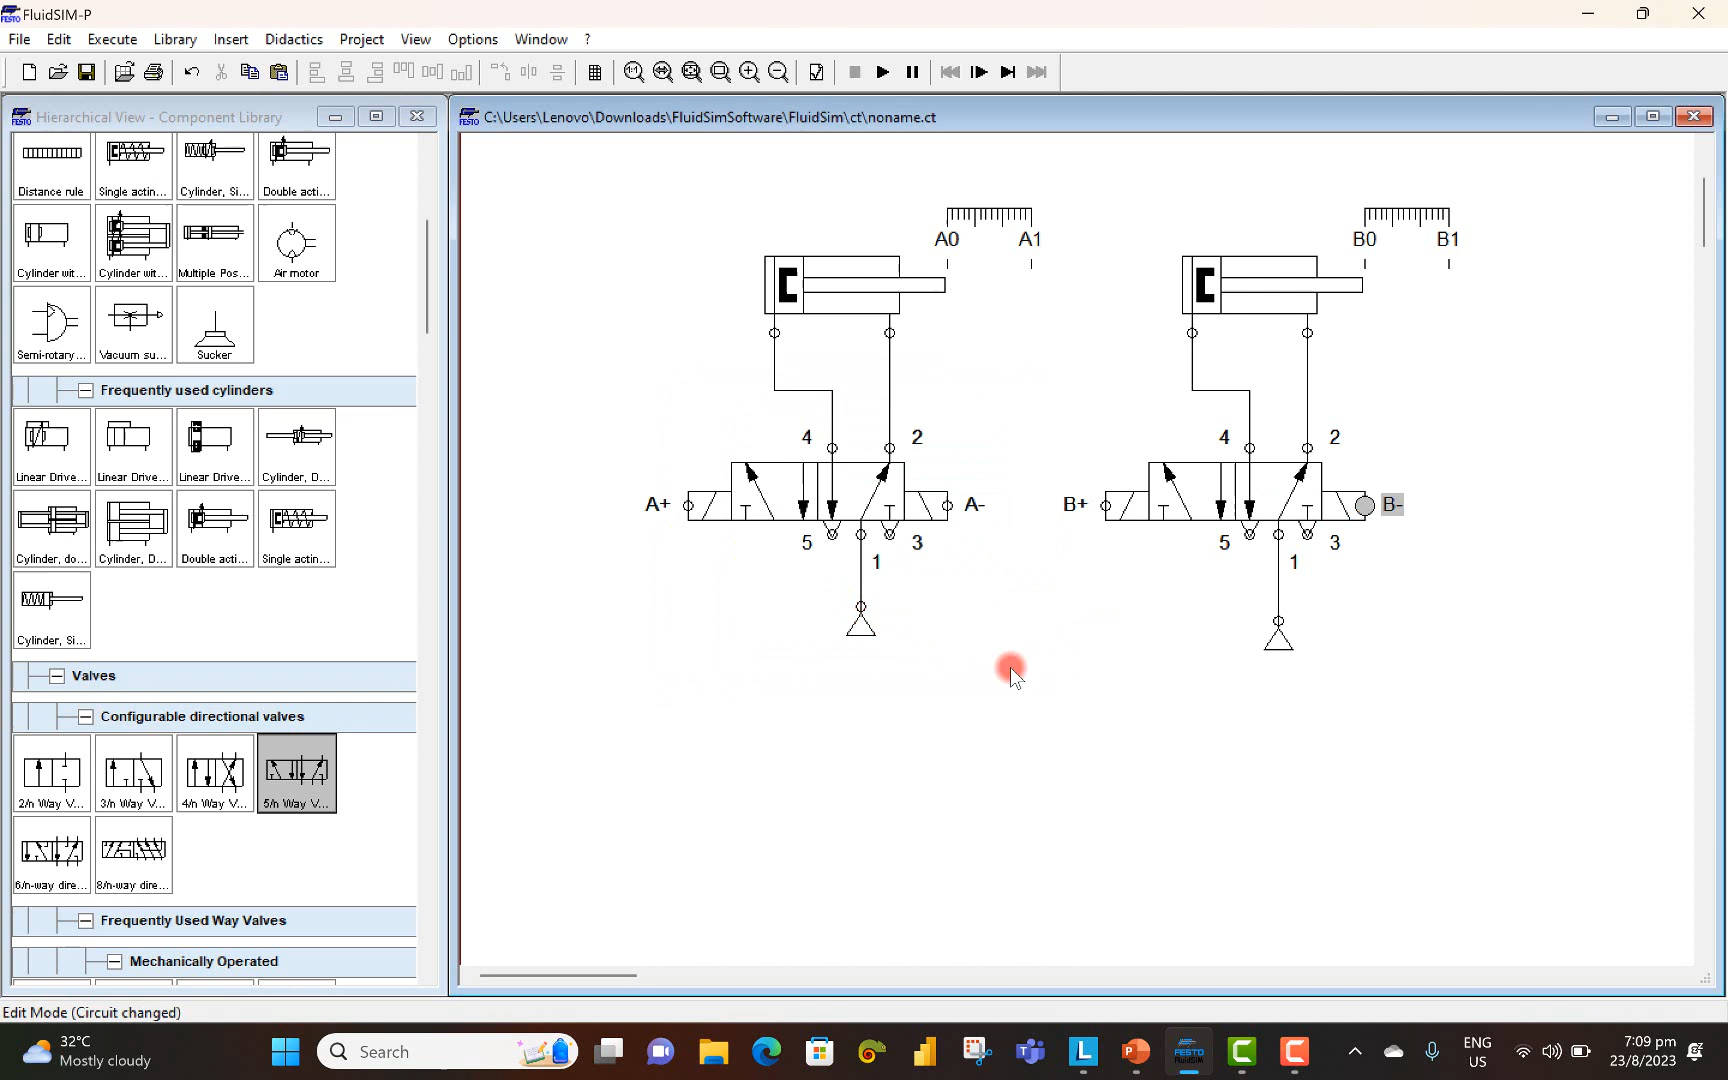 FESTO FluidSIM-P
File Edit Execute Library Insert Didactics Project View Options Window ?
FESTO Hierarchical View - Component Library
FESTO C:\Users\Lenovo\Downloads\FluidSimSoftware\FluidSim\ct\noname.ct
Distance rule Single actin... Cylinder, Si... Double acti...
Cylinder wit... Cylinder wit... Multiple Pos... Air motor
Semi-rotary... Vacuum su... Sucker
Frequently used cylinders
Linear Drive... Linear Drive... Linear Drive... Cylinder, D...
Cylinder, do... Cylinder, D... Double acti... Single actin...
Cylinder, Si...
Valves
Configurable directional valves
2/n Way V... 3/n Way V... 4/n Way V... 5/n Way V...
6/n-way dire... 8/n-way dire...
Frequently Used Way Valves
Mechanically Operated
A0 A1 B0 B1
4 2 4 2
A+ A- B+ B-
5 3 5 3
1 1
Edit Mode (Circuit changed)
32°C
Mostly cloudy
Search
FESTO
FluidSIM
ENG
US
7:09 pm
23/8/2023